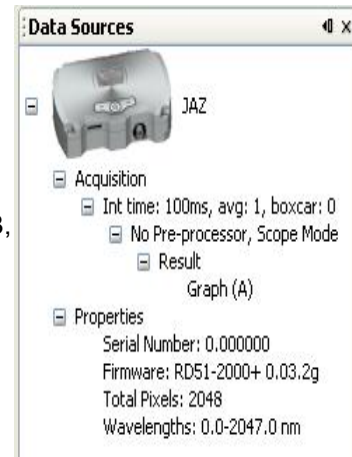 Data Sources
JAZ
Acquisition
Int time: 100ms, avg: 1, boxcar: 0
No Pre-processor, Scope Mode
Result
Graph (A)
Properties
Serial Number: 0.000000
Firmware: RD51-2000+ 0.03.2g
Total Pixels: 2048
Wavelengths: 0.0-2047.0 nm